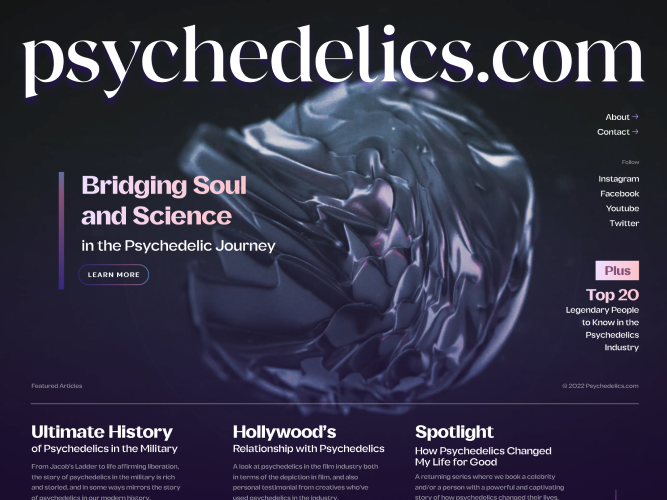 psychedelics.com
About →
Contact →
Follow
Instagram
Facebook
Youtube
Twitter
Bridging Soul
and Science
in the Psychedelic Journey
LEARN MORE
Plus
Top 20
Legendary People
to Know in the
Psychedelics
Industry
Featured Articles
© 2022 Psychedelics.com
Ultimate History
of Psychedelics in the Military
From Jacob's Ladder to life affirming liberation,
the story of psychedelics in the military is rich
and storied, and in some ways mirrors the story
of psychedelics in our modern history.
Hollywood's
Relationship with Psychedelics
A look at psychedelics in the film industry both
in terms of the depiction in film, and also
personal testimonial from creatives who've
used psychedelics in the industry.
Spotlight
How Psychedelics Changed
My Life for Good
A returning series where we book a celebrity
and/or a person with a powerful and captivating
story of how psychedelics changed their lives.